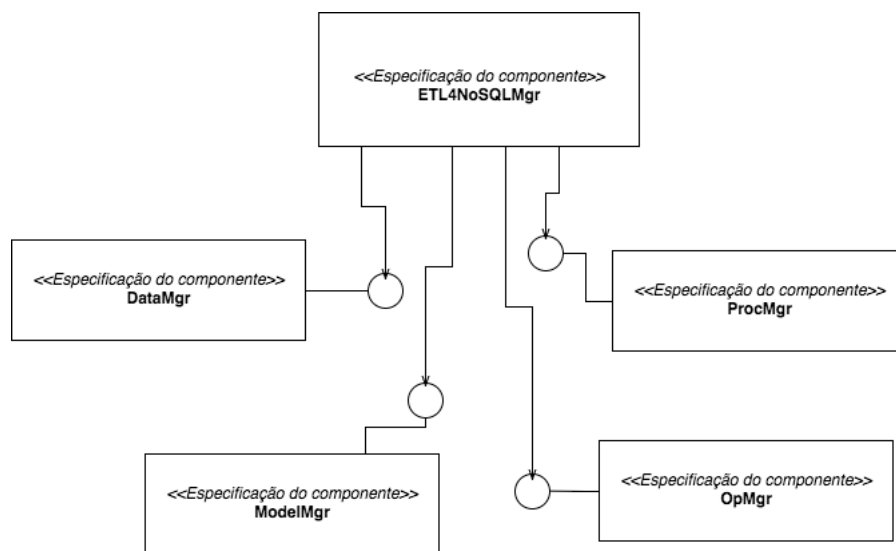 <<Especificação do componente>>
ETL4NoSQLMgr
<<Especificação do componente>>
DataMgr
<<Especificação do componente>>
ProcMgr
<<Especificação do componente>>
ModelMgr
<<Especificação do componente>>
OpMgr